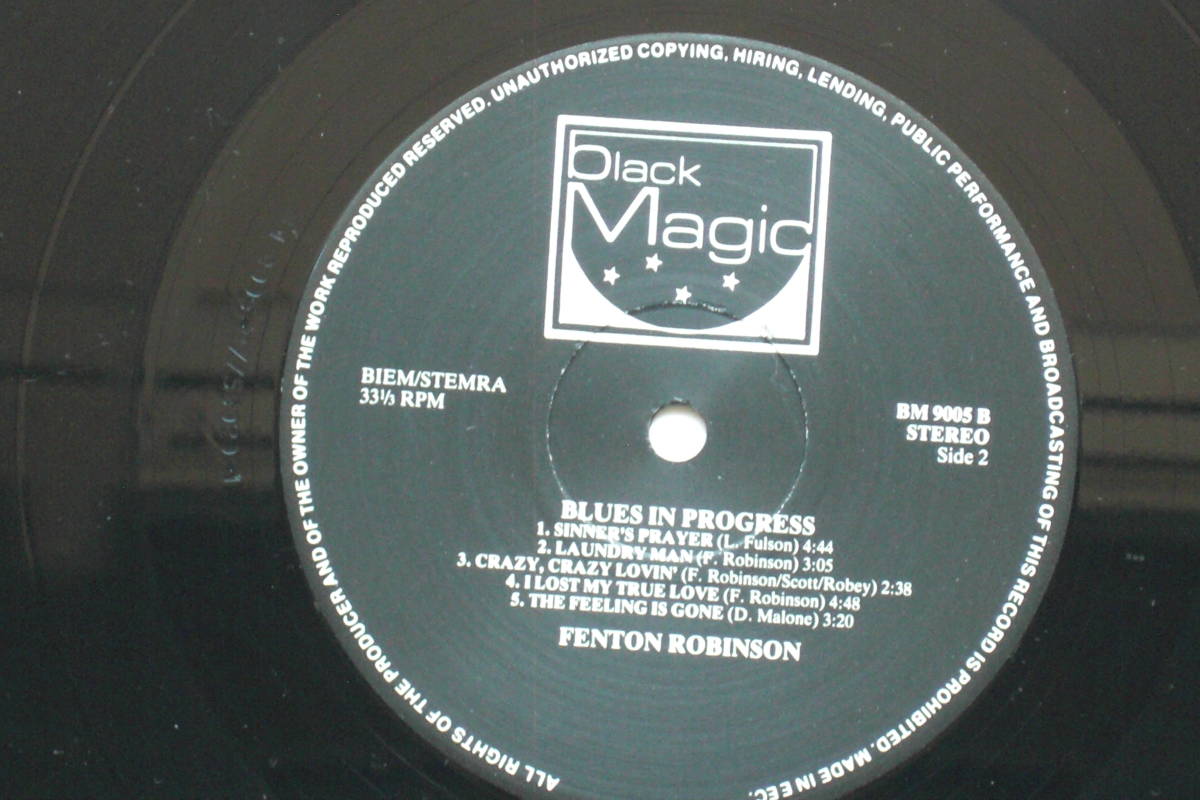 ALL RIGHTS OF THE PRODUCER AND OF THE OWNER OF THE WORK REPRODUCED RESERVED. UNAUTHORIZED COPYING, HIRING, LENDING, PUBLIC PERFORMANCE AND BROADCASTING OF THIS RECORD IS PROHIBITED. MADE IN EEC.
black
Magic
BIEM/STEMRA
33⅓ RPM
BM 9005 B
STEREO
Side 2
BLUES IN PROGRESS
1. SINNER'S PRAYER (L. Fulson) 4:44
2. LAUNDRY MAN (F. Robinson) 3:05
3. CRAZY, CRAZY LOVIN' (F. Robinson/Scott/Robey) 2:38
4. I LOST MY TRUE LOVE (F. Robinson) 4:48
5. THE FEELING IS GONE (D. Malone) 3:20
FENTON ROBINSON